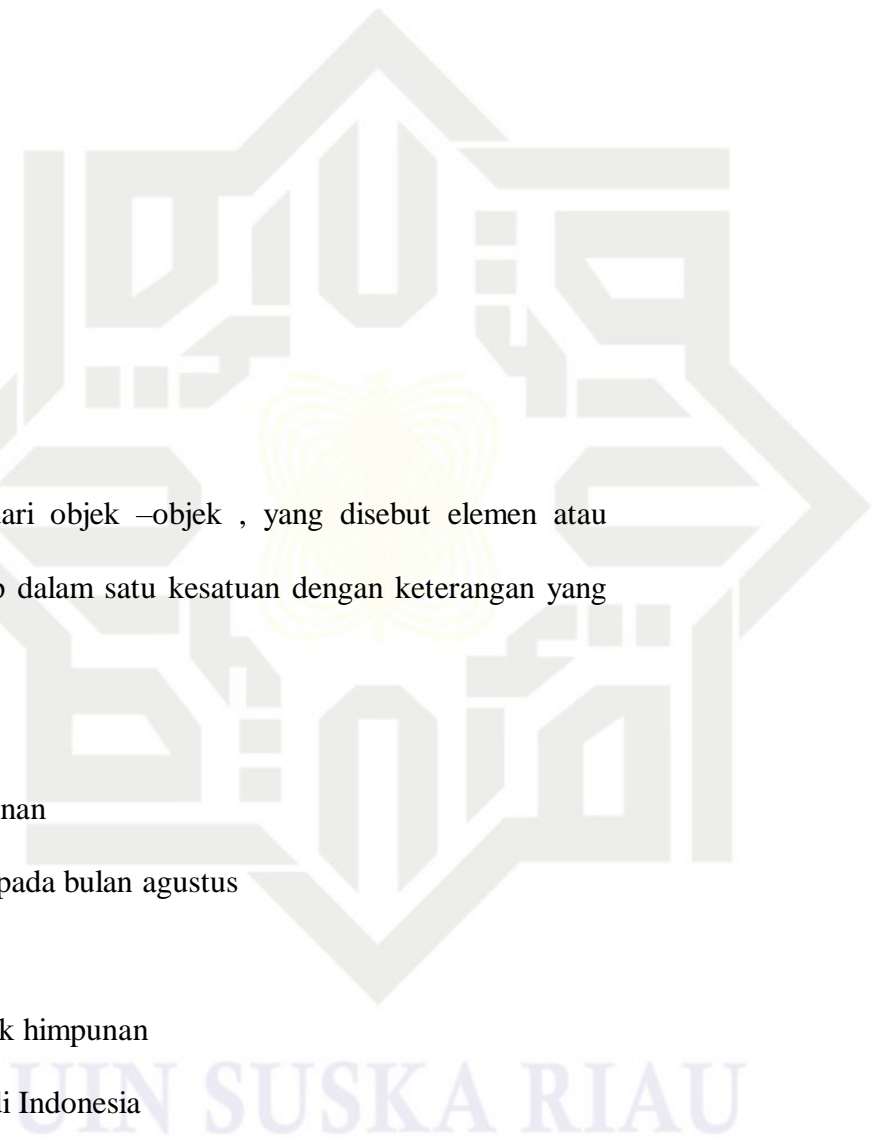 ari objek –objek , yang disebut elemen atau
dalam satu kesatuan dengan keterangan yang
nan
pada bulan agustus
k himpunan
di Indonesia
UIN SUSKA RIAU